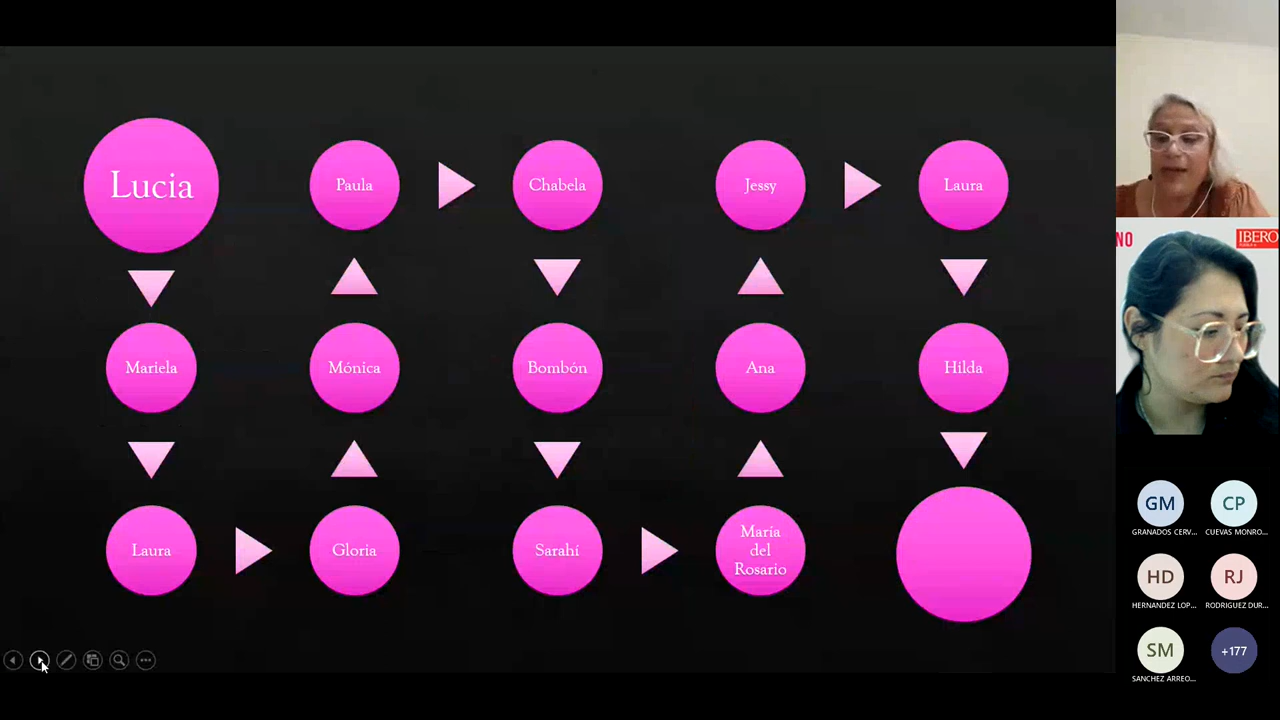 Lucia
Mariela
Laura
Gloria
Mónica
Paula
Chabela
Bombón
Sarahí
María
del
Rosario
Ana
Jessy
Laura
Hilda
NO
IBERO
GM
GRANADOS CERV...
CP
CUEVAS MONRO...
HD
HERNANDEZ LOP...
RJ
RODRIGUEZ DUR...
SM
SANCHEZ ARREO...
+177